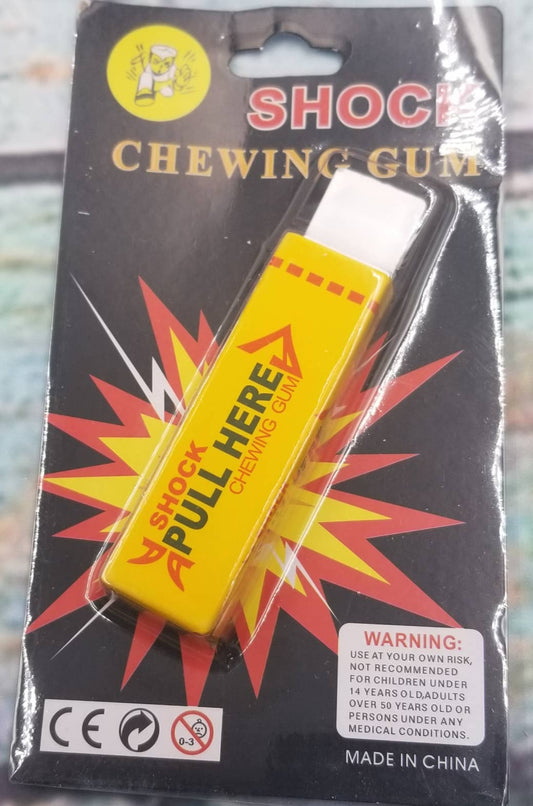 SHOCK
CHEWING GUM
SHOCK
PULL HERE
CHEWING GUM
WARNING:
USE AT YOUR OWN RISK,
NOT RECOMMENDED
FOR CHILDREN UNDER
14 YEARS OLD,ADULTS
OVER 50 YEARS OLD OR
PERSONS UNDER ANY
MEDICAL CONDITIONS.
CE
0-3
MADE IN CHINA